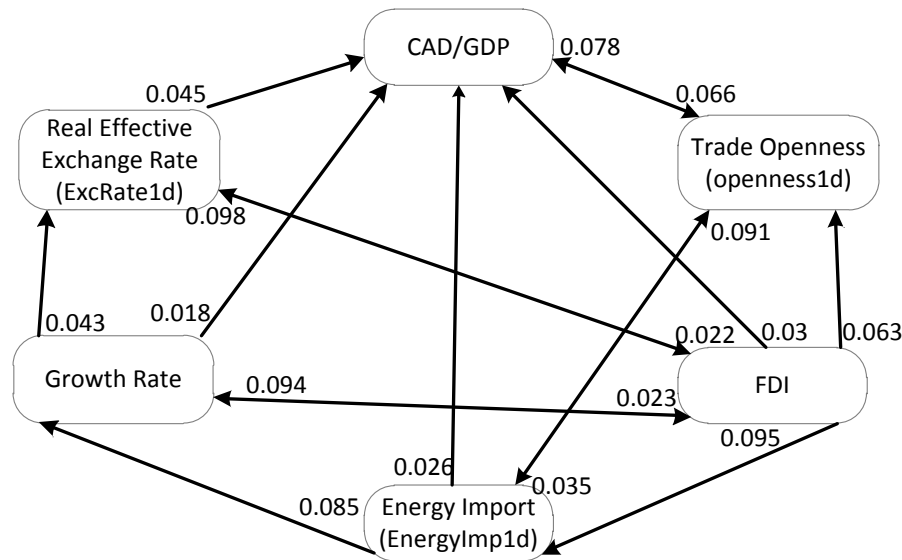 CAD/GDP
0.078
0.045
0.066
Real Effective
Exchange Rate
(ExcRate1d)
Trade Openness
(openness1d)
0.098
0.091
0.043
0.018
0.022
0.03
0.063
Growth Rate
0.094
0.023
FDI
0.095
0.026
0.035
0.085
Energy Import
(EnergyImp1d)